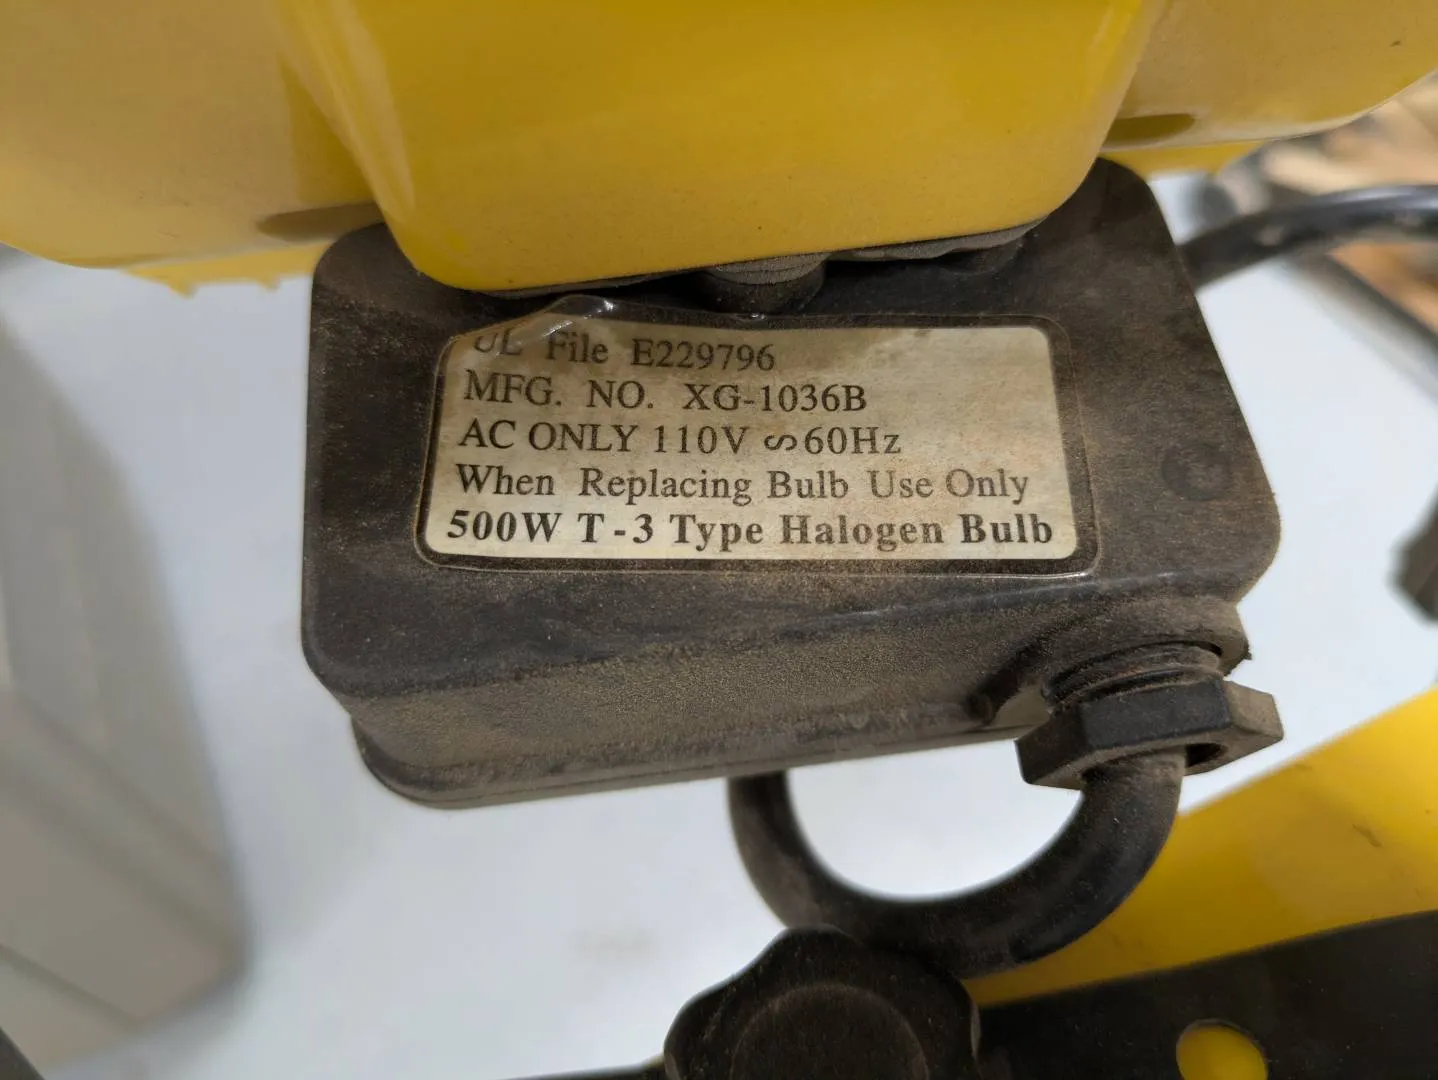 UL File E229796
MFG. NO. XG-1036B
AC ONLY 110V ∽60Hz
When Replacing Bulb Use Only
500W T-3 Type Halogen Bulb